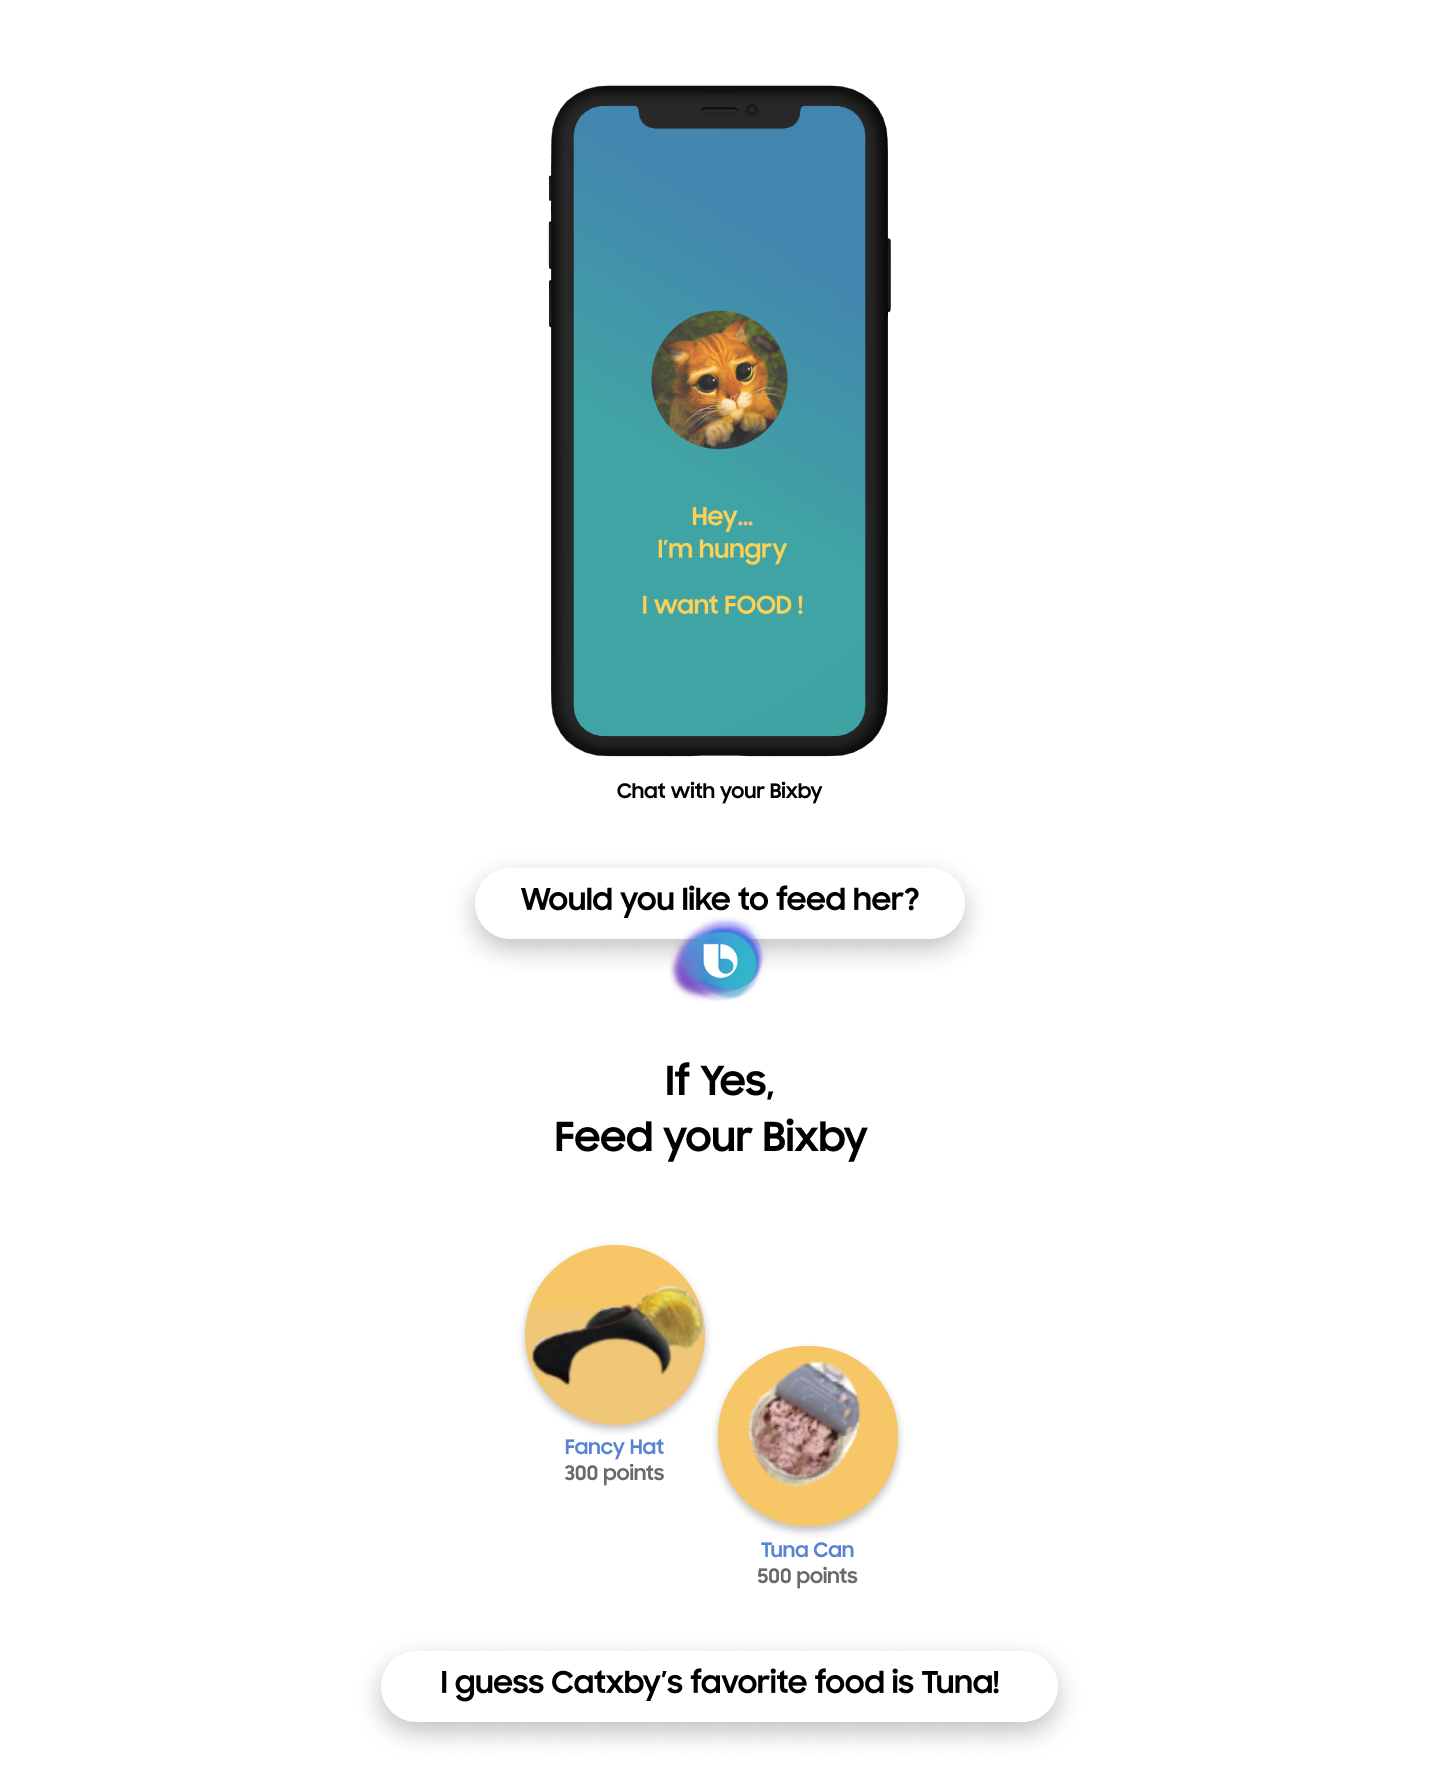 Hey...
I'm hungry
I want FOOD !
Chat with your Bixby
Would you like to feed her?
b
If Yes,
Feed your Bixby
Fancy Hat
300 points
Tuna Can
500 points
I guess Catxby's favorite food is Tuna!